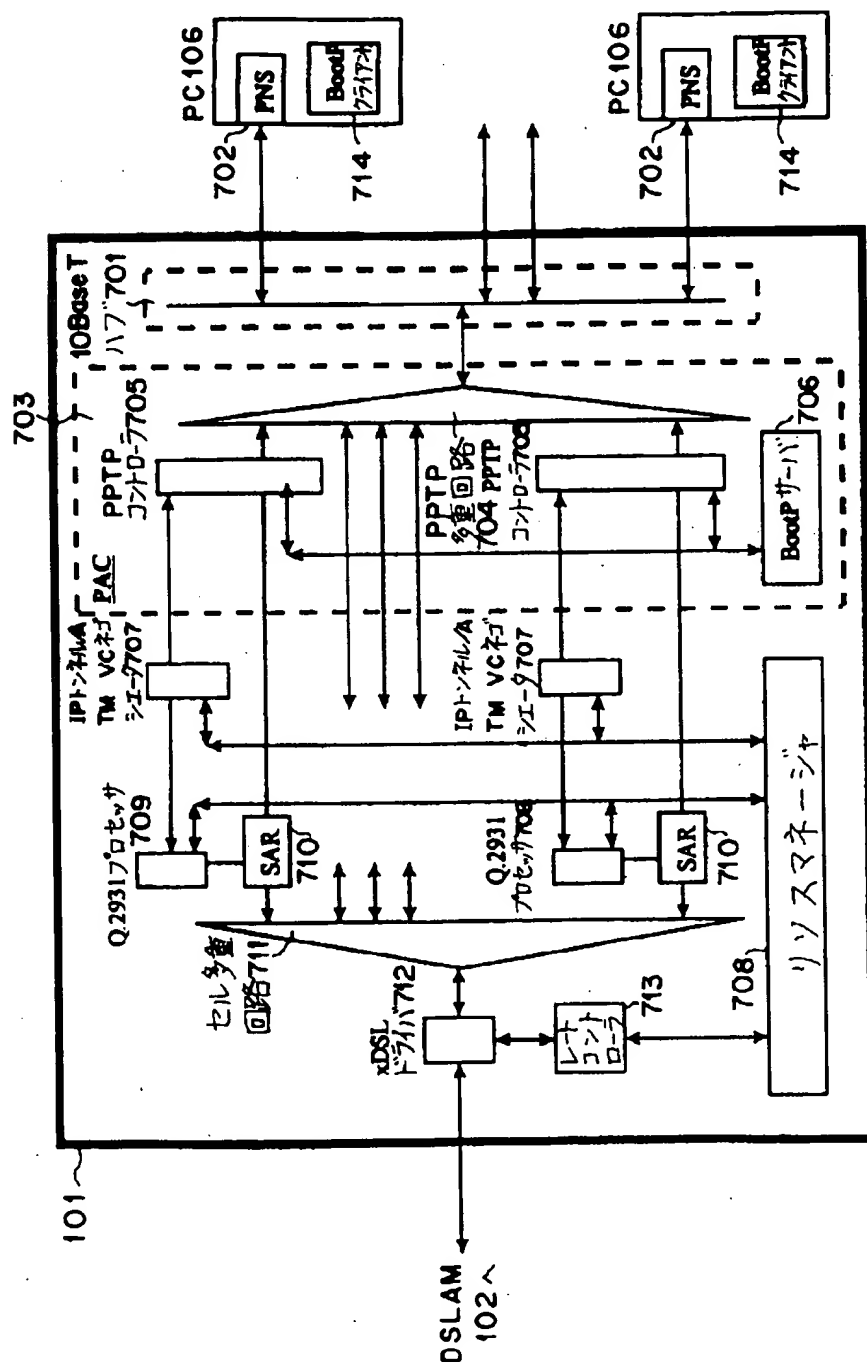 PC106
PNS
BootP
クライアント
702
714
PC106
PNS
BootP
クライアント
702
714
10BaseT
ハブ701
703
PPTP
コントローラ705
PAC
PPTP
多重回路
704
PPTP
コントローラ705
706
BootPサーバ
IPトンネル/A
TM VCネゴ
シエータ707
IPトンネル/A
TM VCネゴ
シエータ707
Q.2931プロセッサ
709
SAR
710
Q.2931
プロセッサ709
SAR
710
セル多重
回路711
xDSL
ドライバ712
713
レート
コント
ローラ
708
リソスマネージャ
101
DSLAM
102へ